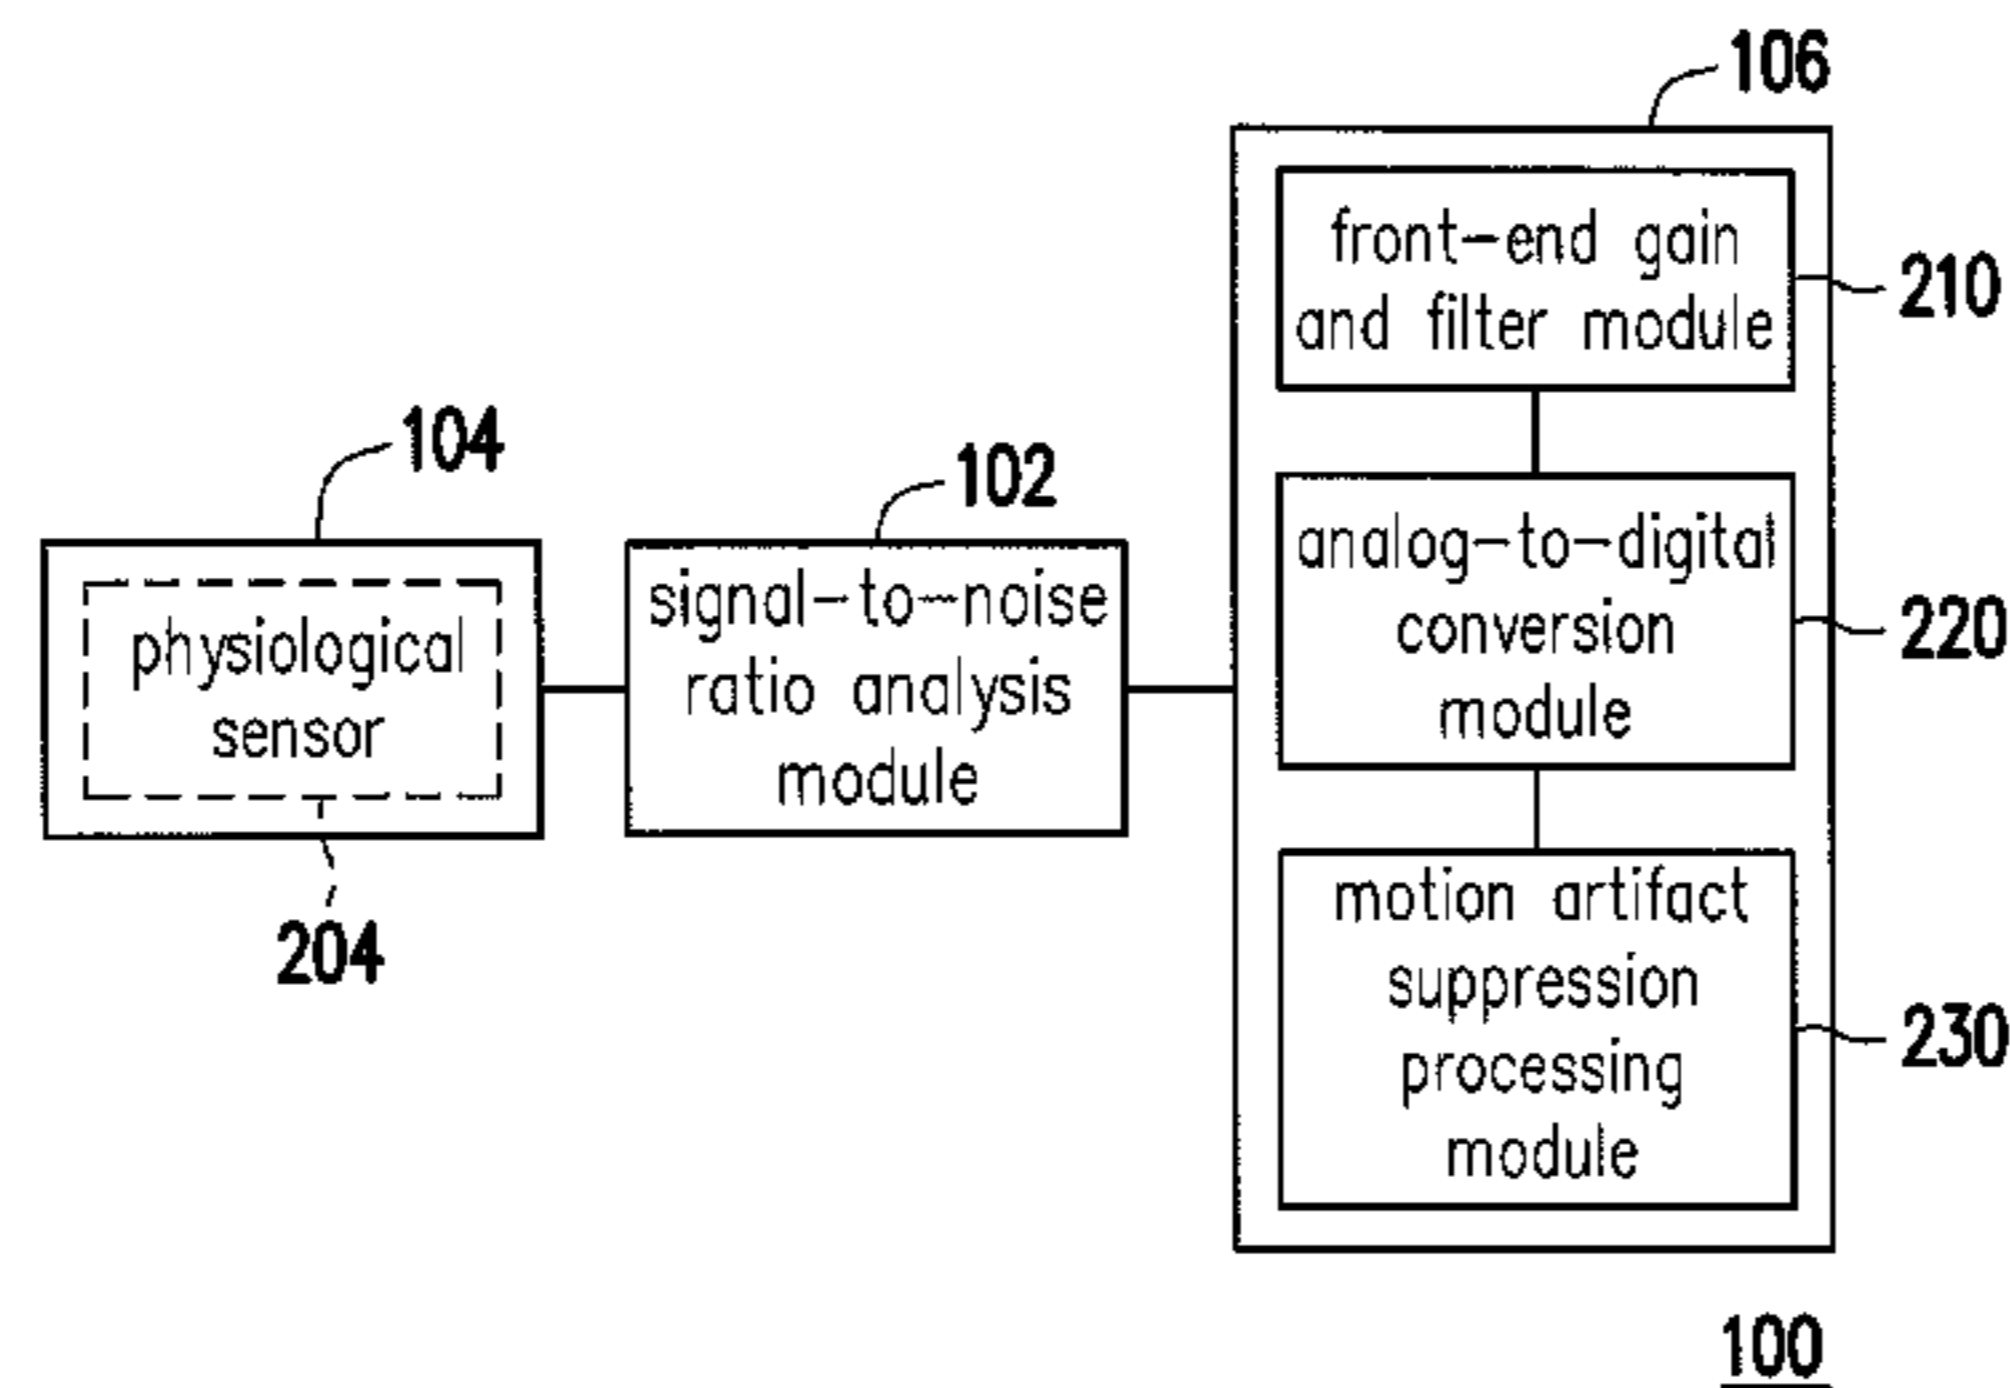 106
front-end gain
and filter module
210
104
102
physiological
sensor
204
signal-to-noise
ratio analysis
module
analog-to-digital
conversion
module
220
motion artifact
suppression
processing
module
230
100